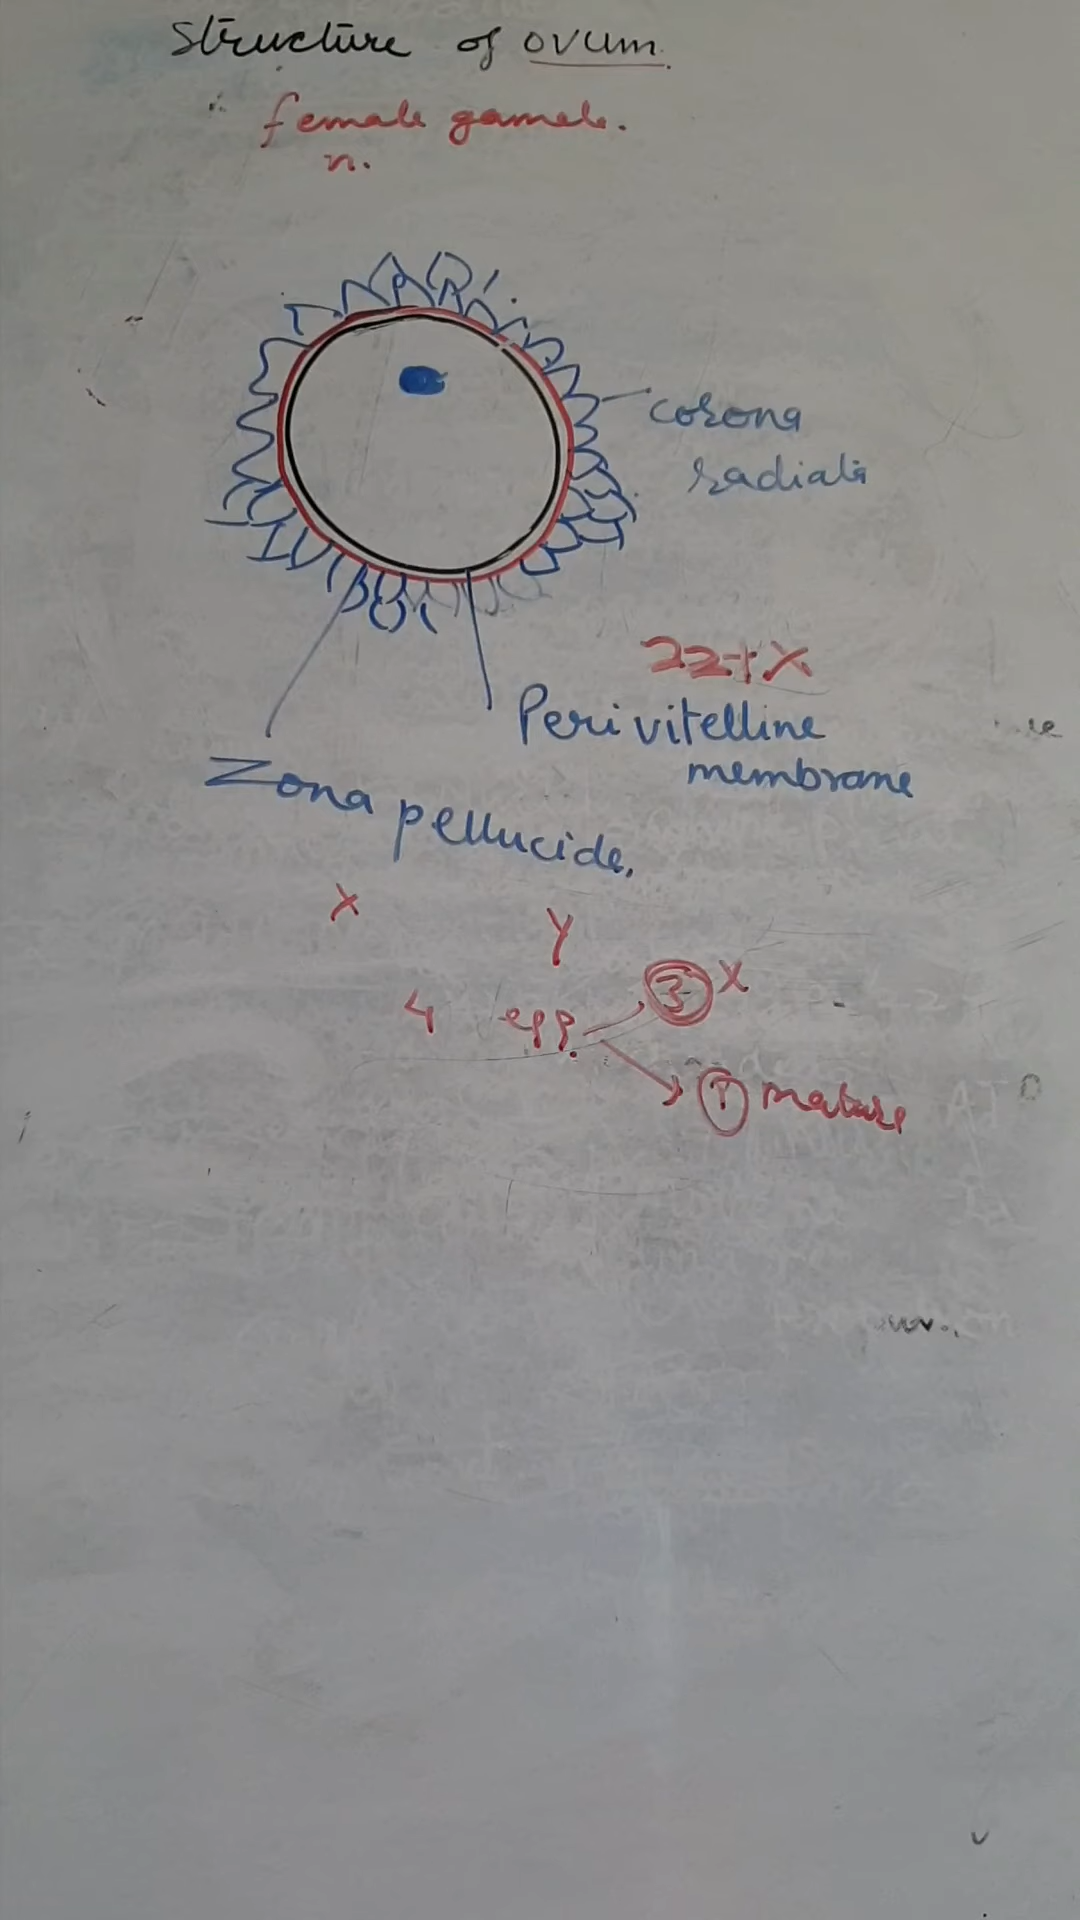 Structure of ovum.
female gamete.
n.
corona
radiata
22+X
Perivitelline
membrane
Zona pellucida.
X
Y
4 egg. 3 X
1 mature